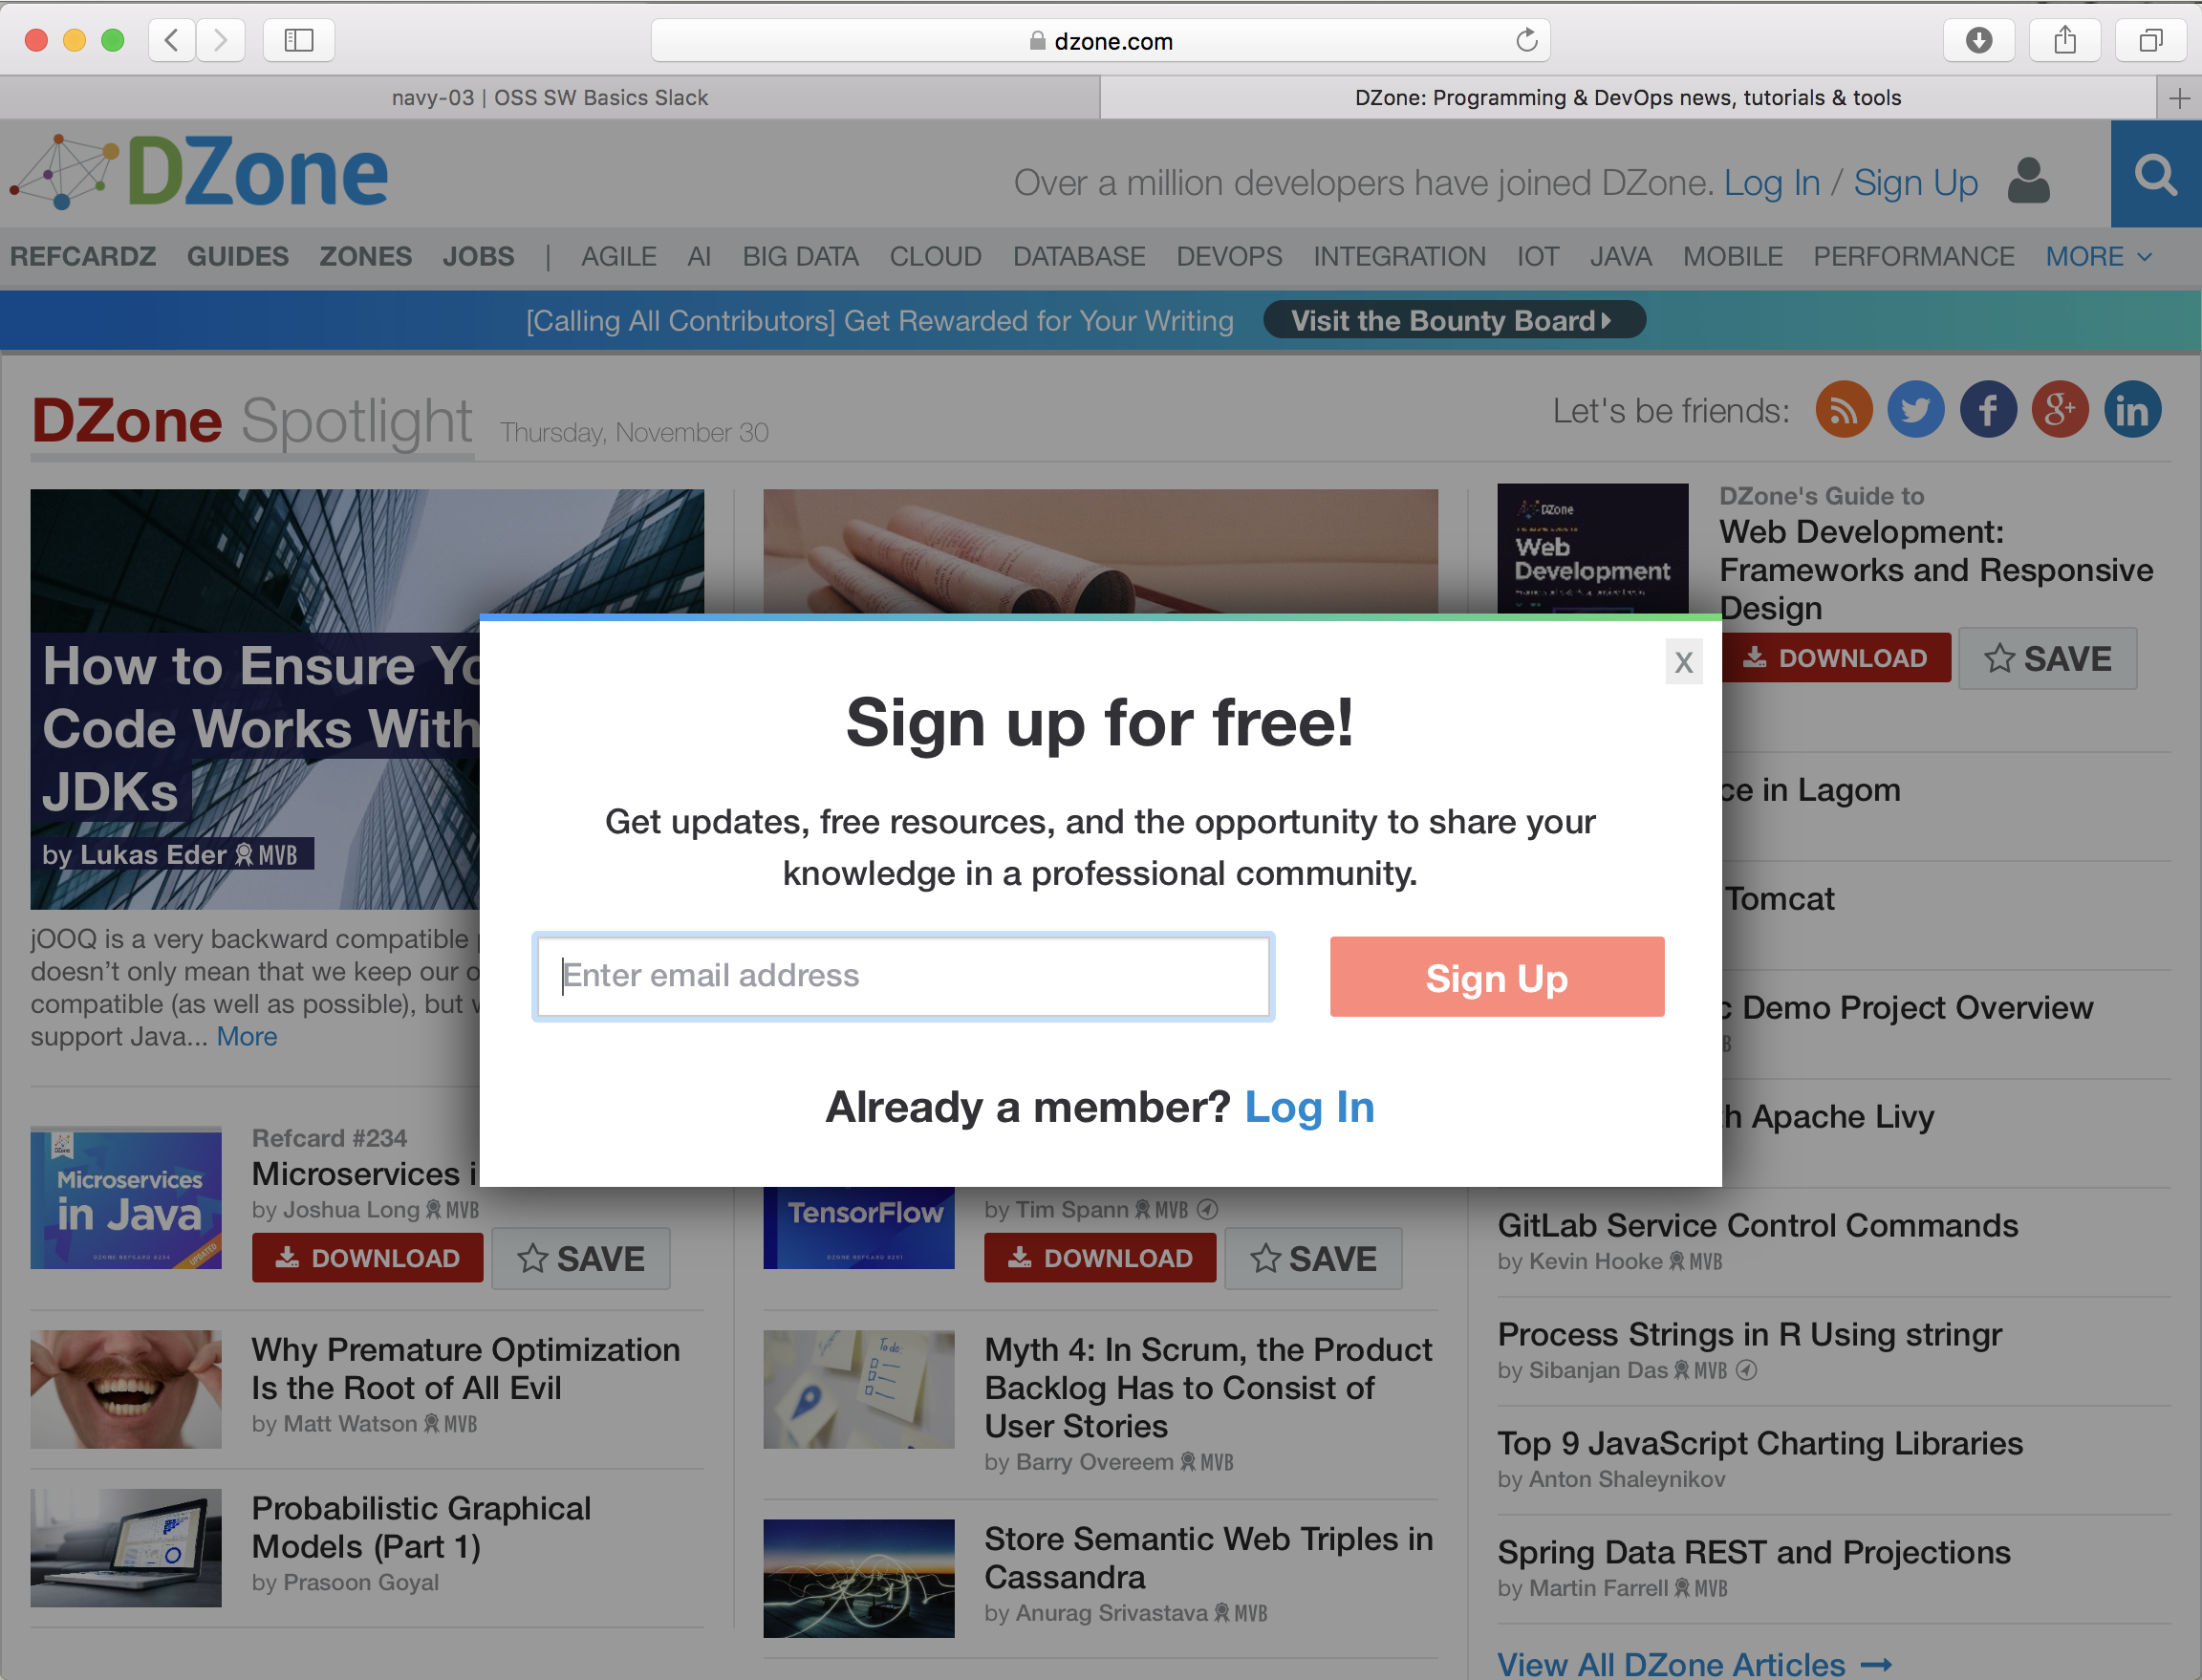 dzone.com
navy-03 | OSS SW Basics Slack
DZone: Programming & DevOps news, tutorials & tools
DZone
Over a million developers have joined DZone. Log In / Sign Up
REFCARDZ GUIDES ZONES JOBS | AGILE AI BIG DATA CLOUD DATABASE DEVOPS INTEGRATION IOT JAVA MOBILE PERFORMANCE MORE
[Calling All Contributors] Get Rewarded for Your Writing Visit the Bounty Board
DZone Spotlight Thursday, November 30
Let's be friends:
How to Ensure Yo
Code Works With
JDKs
by Lukas Eder MVB
jOOQ is a very backward compatible
doesn't only mean that we keep our o
compatible (as well as possible), but
support Java... More
DZone
Web
Development
DZone's Guide to
Web Development:
Frameworks and Responsive
Design
DOWNLOAD SAVE
X
Sign up for free!
Get updates, free resources, and the opportunity to share your
knowledge in a professional community.
Enter email address
Sign Up
Already a member? Log In
ce in Lagom
Tomcat
c Demo Project Overview
h Apache Livy
DZone
Microservices
in Java
DZONE REFCARD #234
UPDATED
Refcard #234
Microservices i
by Joshua Long MVB
DOWNLOAD SAVE
TensorFlow
DZONE REFCARD #251
by Tim Spann MVB
DOWNLOAD SAVE
GitLab Service Control Commands
by Kevin Hooke MVB
Why Premature Optimization
Is the Root of All Evil
by Matt Watson MVB
To do:
Myth 4: In Scrum, the Product
Backlog Has to Consist of
User Stories
by Barry Overeem MVB
Process Strings in R Using stringr
by Sibanjan Das MVB
Top 9 JavaScript Charting Libraries
by Anton Shaleynikov
Probabilistic Graphical
Models (Part 1)
by Prasoon Goyal
Store Semantic Web Triples in
Cassandra
by Anurag Srivastava MVB
Spring Data REST and Projections
by Martin Farrell MVB
View All DZone Articles